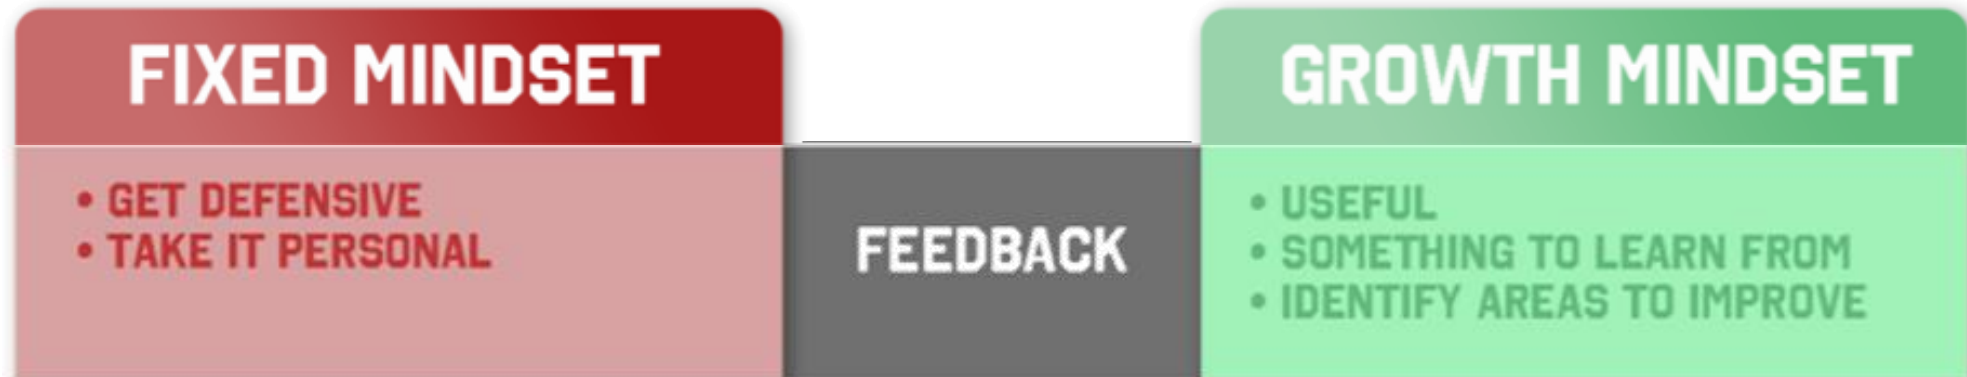 FIXED MINDSET
• GET DEFENSIVE
• TAKE IT PERSONAL
FEEDBACK
GROWTH MINDSET
• USEFUL
• SOMETHING TO LEARN FROM
• IDENTIFY AREAS TO IMPROVE